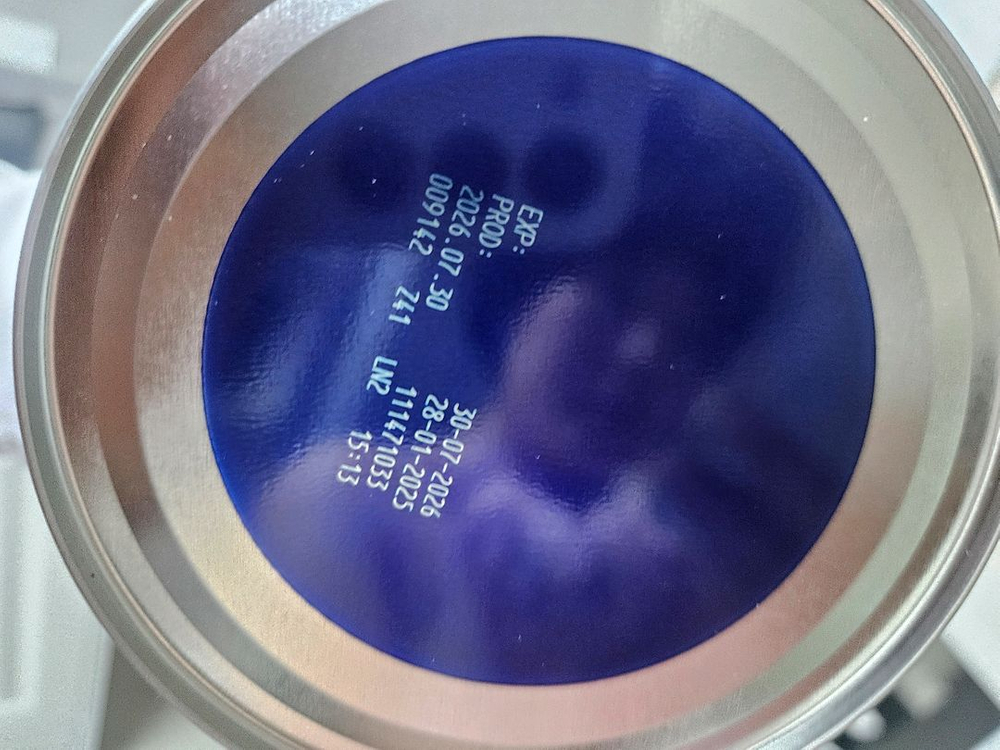 EXP: 30-07-2026
PROD: 28-01-2025
2026.07.30 111471033
009142 Z41 LN2 15:13